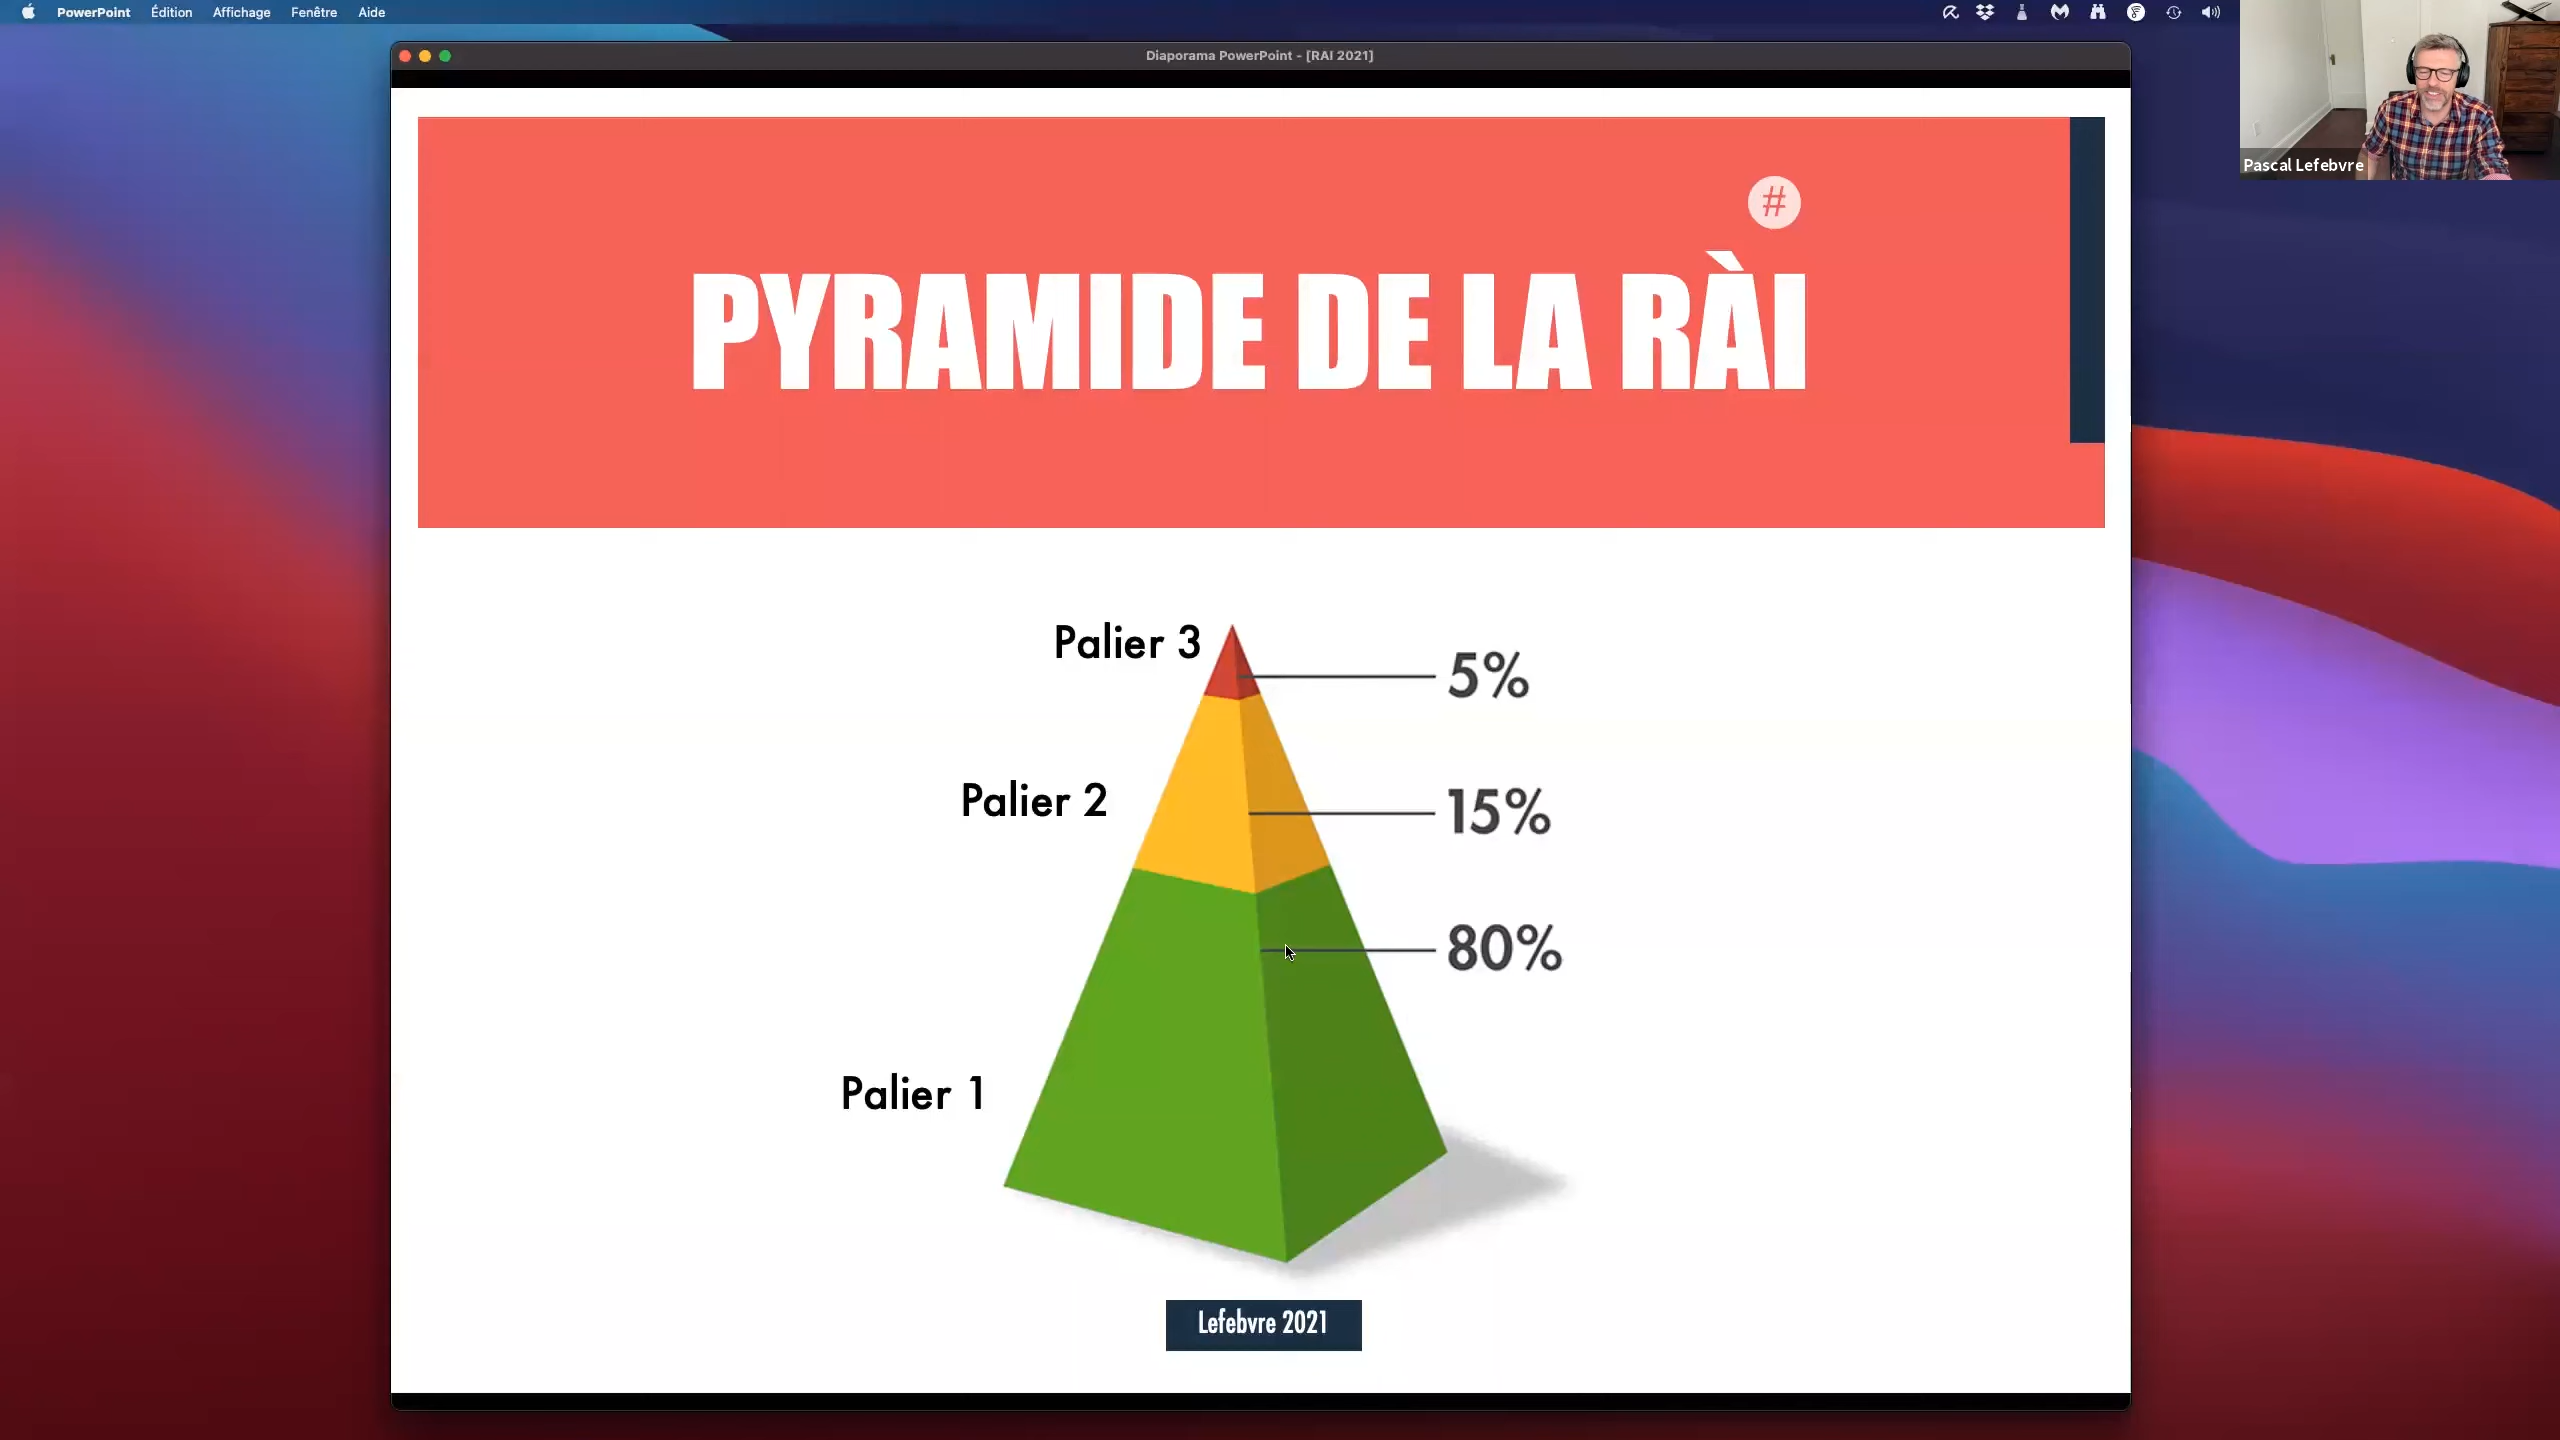 PowerPoint Édition Affichage Fenêtre Aide
Diaporama PowerPoint - [RAI 2021]
Pascal Lefebvre
#
PYRAMIDE DE LA RÀI
Palier 3
5%
Palier 2
15%
80%
Palier 1
Lefebvre 2021